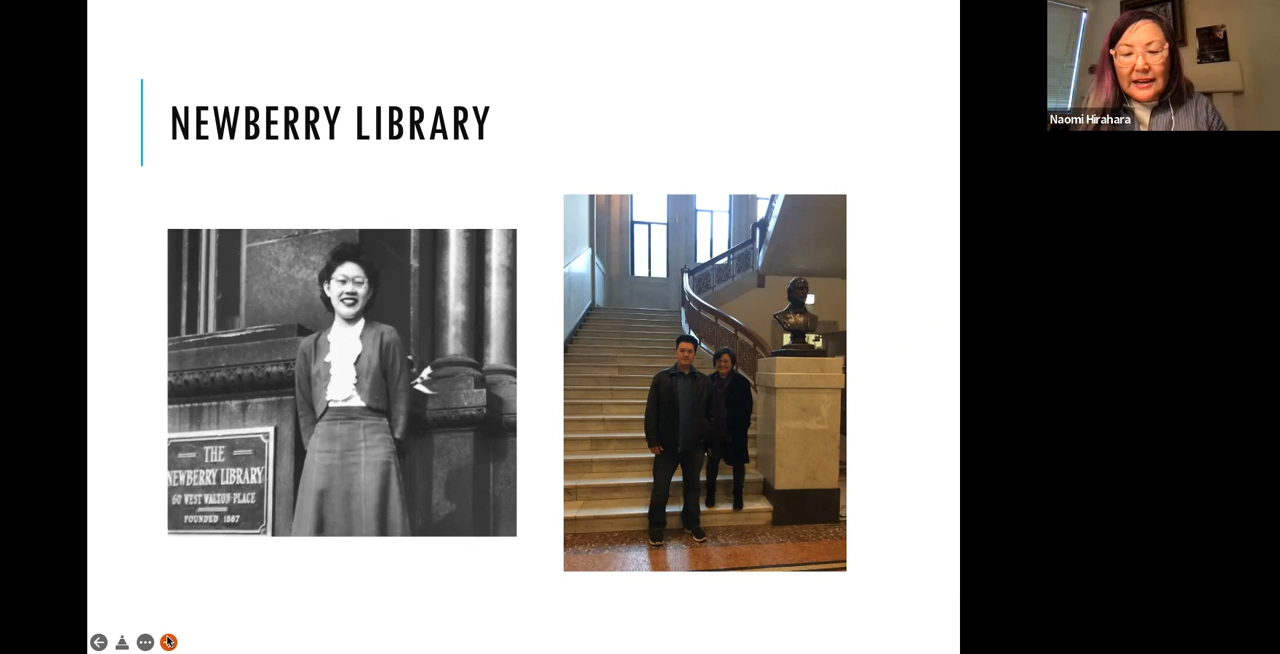 NEWBERRY LIBRARY
THE
NEWBERRY LIBRARY
60 WEST WALTON PLACE
FOUNDED 1887
Naomi Hirahara